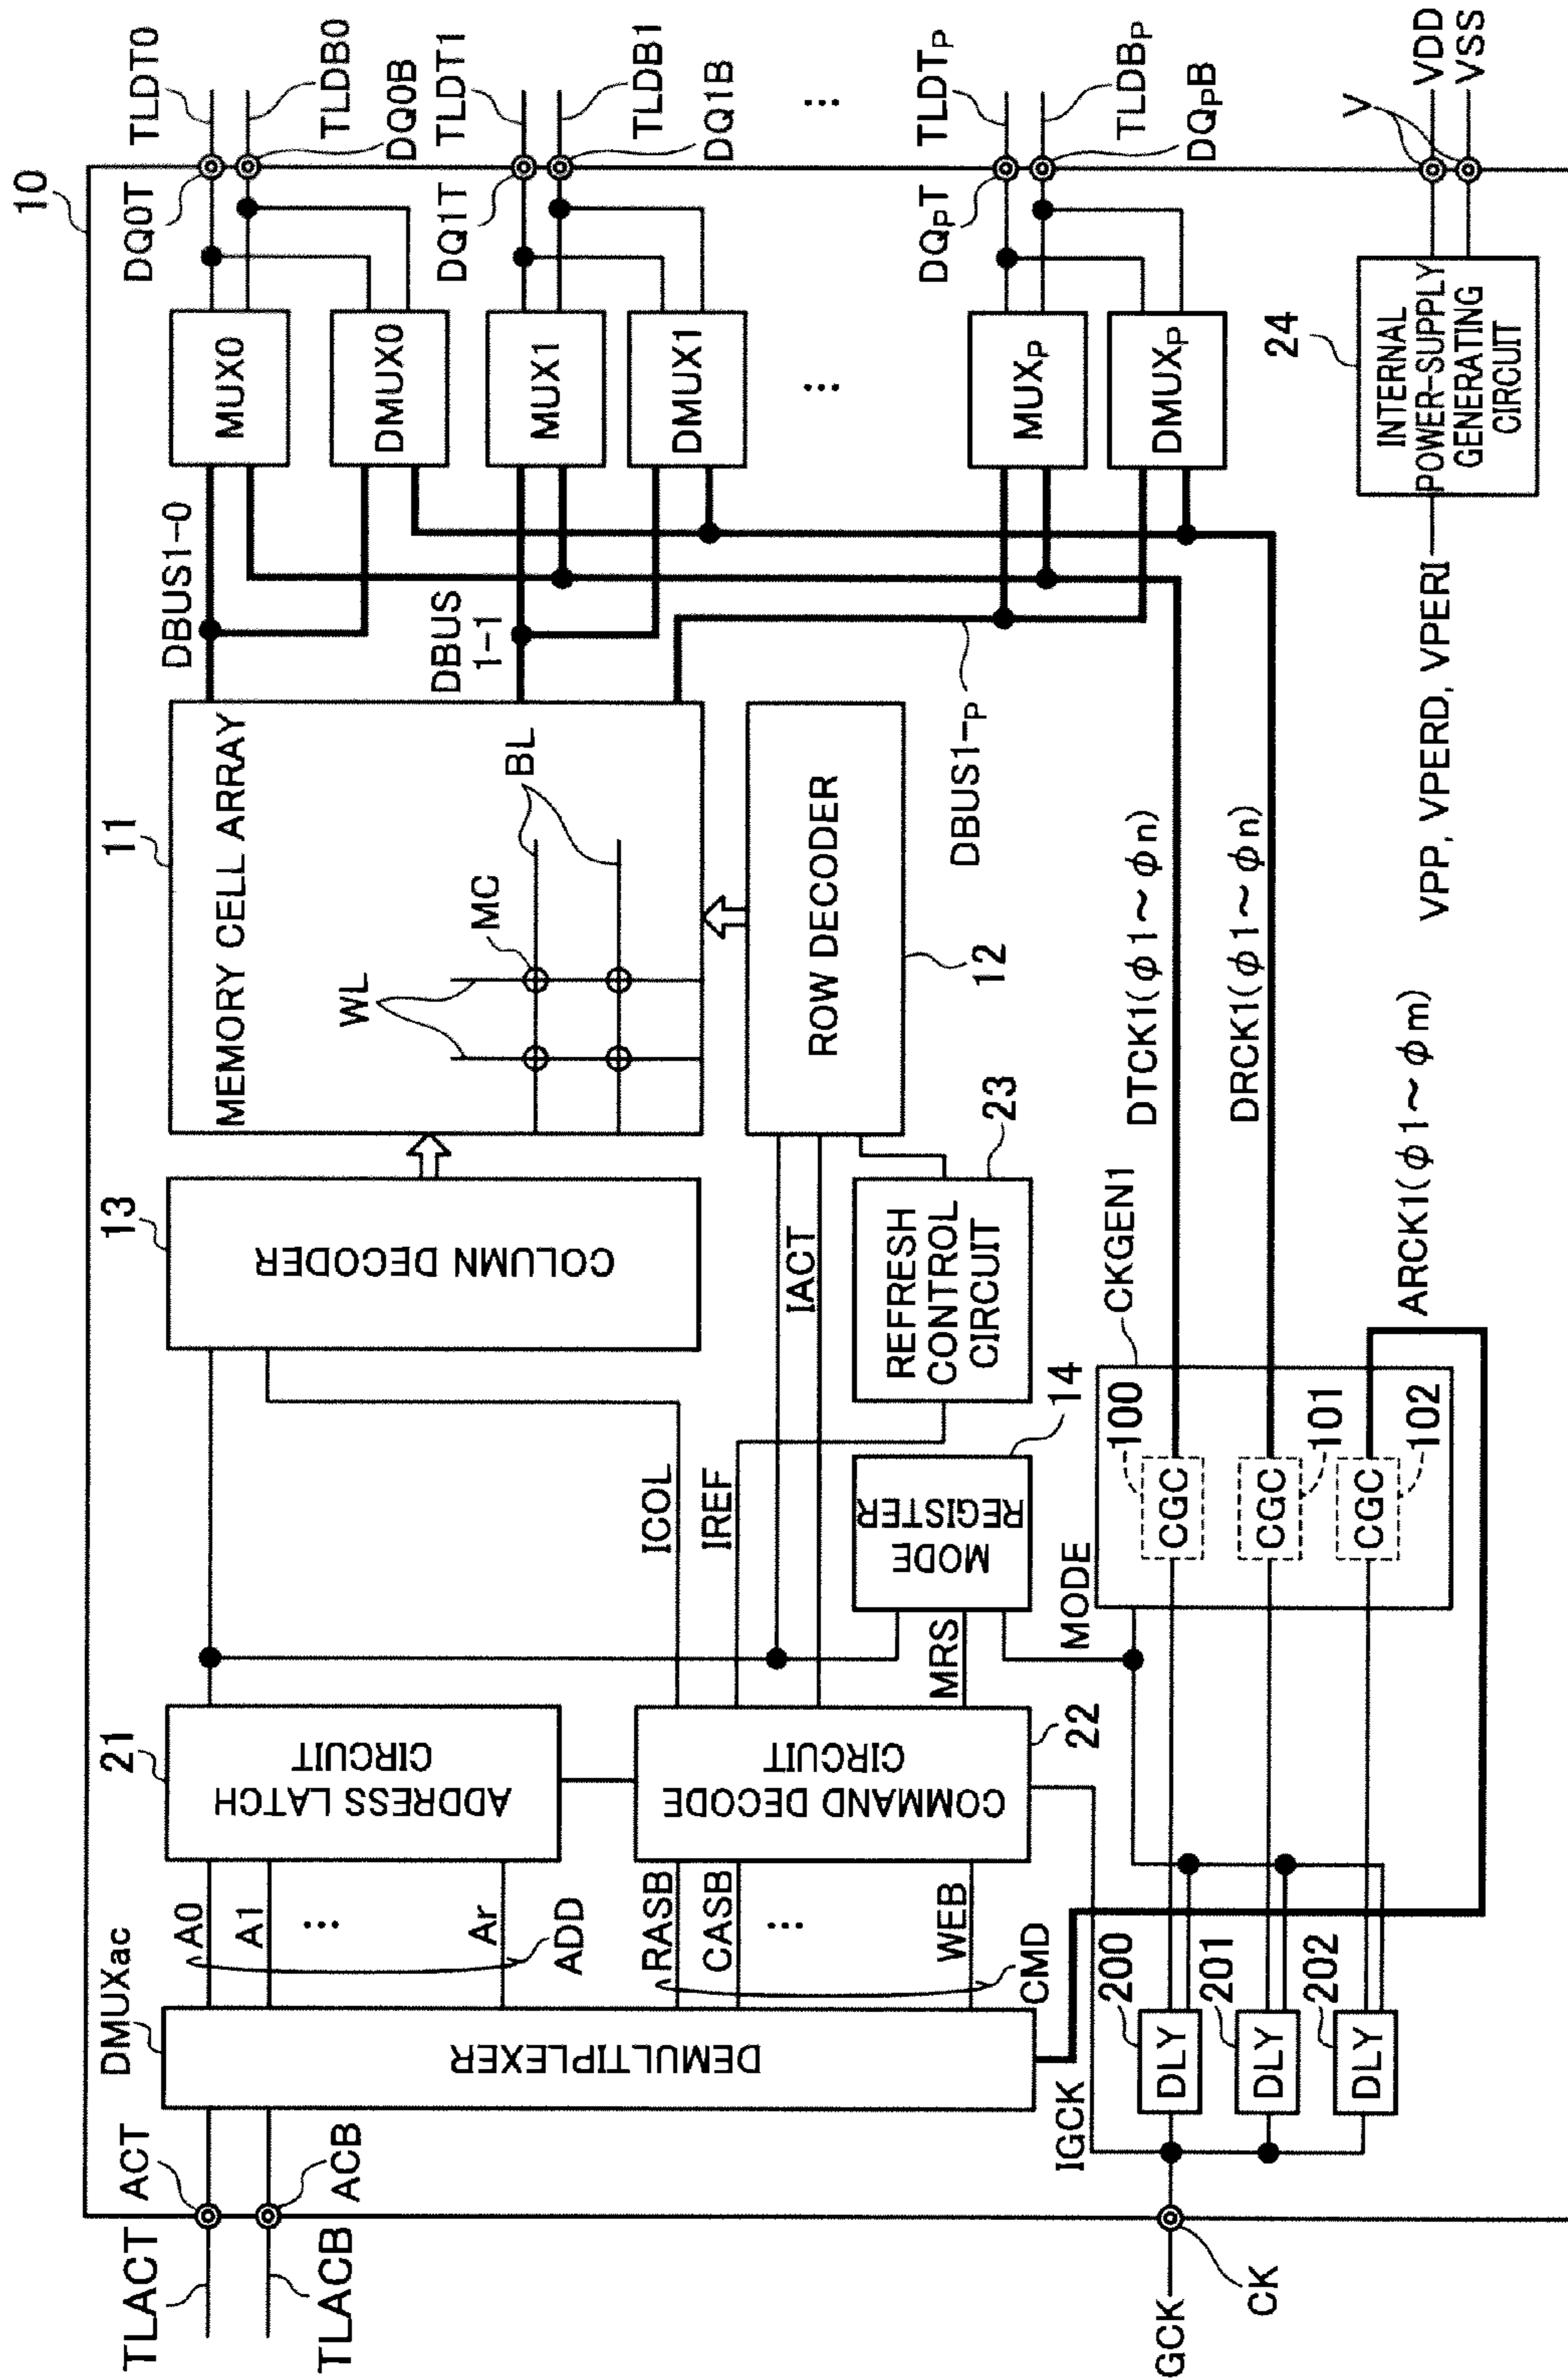 10
TLACT
ACT
TLACB
ACB
DMUXac
DEMULTIPLEXER
A0
A1
...
Ar
ADD
RASB
CASB
...
WEB
CMD
21
ADDRESS LATCH
CIRCUIT
COMMAND DECODE
CIRCUIT
22
ICOL
IREF
IACT
MRS
13
COLUMN DECODER
MODE
REGISTER
14
REFRESH
CONTROL
CIRCUIT
23
11
MEMORY CELL ARRAY
WL
MC
BL
ROW DECODER
12
DBUS1-0
DBUS
1-1
DBUS1-P
MUX0
DMUX0
MUX1
DMUX1
...
MUXP
DMUXP
DQ0T
TLDT0
TLDB0
DQ0B
DQ1T
TLDT1
TLDB1
DQ1B
...
DQPT
TLDTP
TLDBP
DQPB
GCK
CK
IGCK
200
DLY
201
DLY
202
DLY
MODE
CKGEN1
100
CGC
CGC
101
CGC
102
DTCK1(φ1~φn)
DRCK1(φ1~φn)
ARCK1(φ1~φm)
VPP, VPERD, VPERI
24
INTERNAL
POWER-SUPPLY
GENERATING
CIRCUIT
V
VDD
VSS